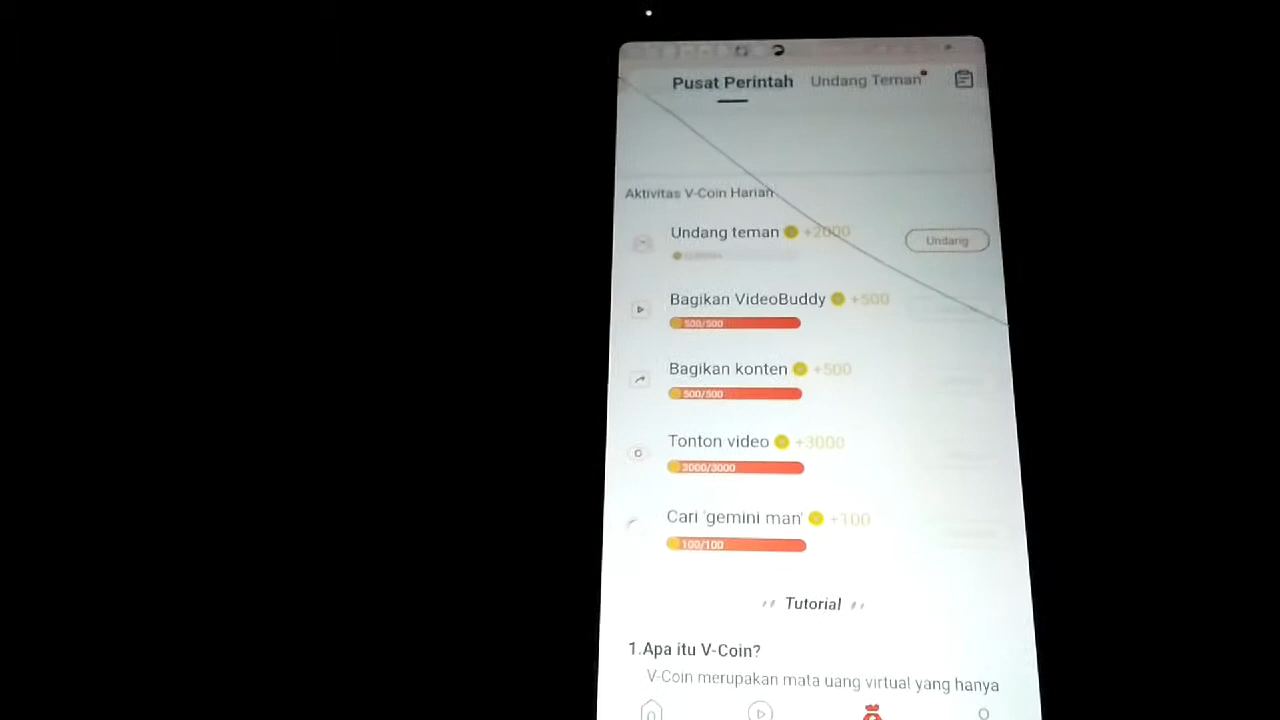 Pusat Perintah
Undang Teman
Aktivitas V-Coin Harian
Undang teman +2000
Undang
Bagikan VideoBuddy +500
500/500
Bagikan konten +500
500/500
Tonton video +3000
3000/3000
Cari 'gemini man' +100
100/100
Tutorial
1.Apa itu V-Coin?
V-Coin merupakan mata uang virtual yang hanya